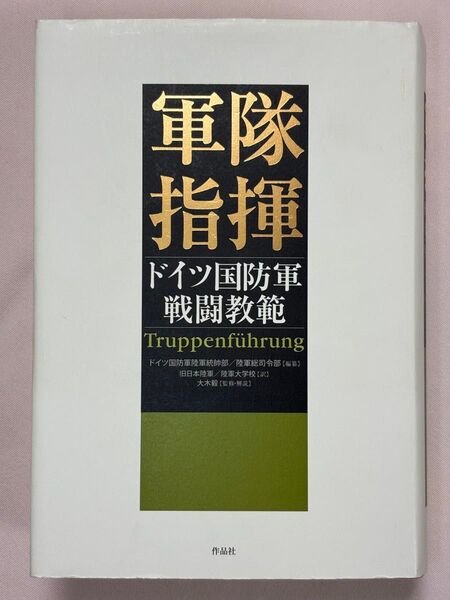 軍隊
指揮
ドイツ国防軍
戦闘教範
Truppenführung
ドイツ国防軍陸軍統帥部／陸軍総司令部［編纂］
旧日本陸軍／陸軍大学校［訳］
大木毅［監修・解説］
作品社